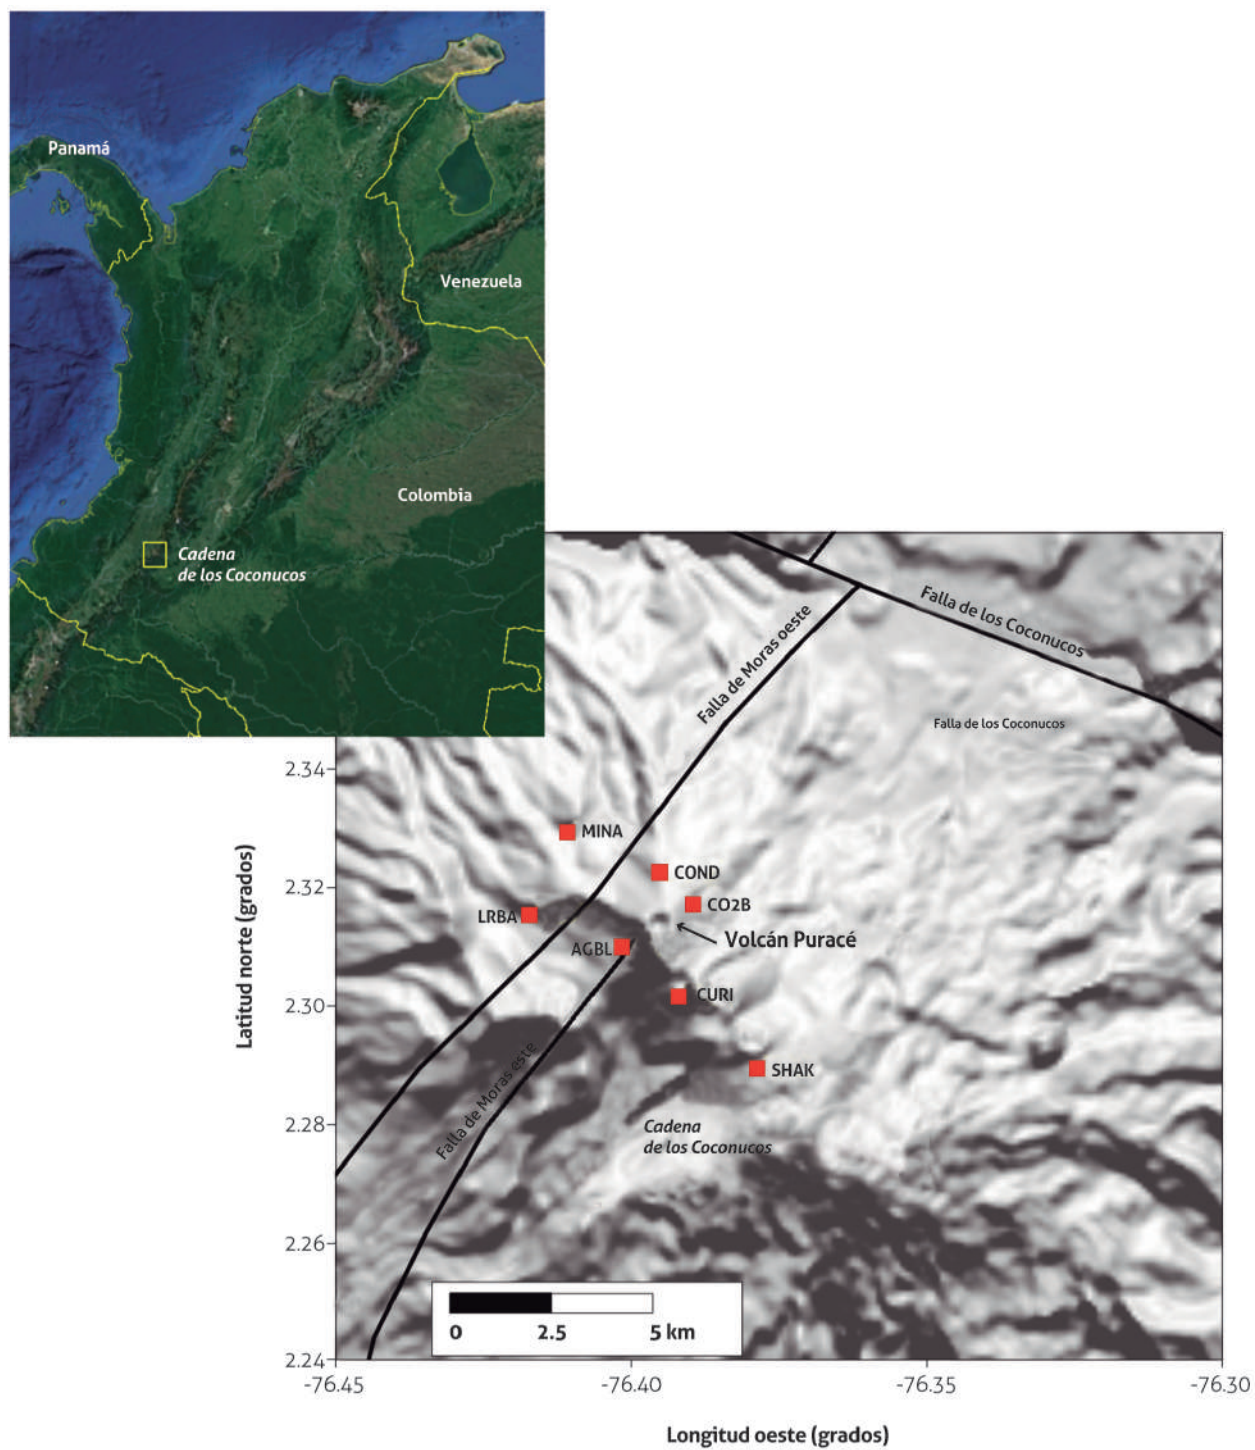 Panamá
Venezuela
Colombia
Cadena
de los Coconucos
Falla de los Coconucos
Falla de Moras oeste
Falla de los Coconucos
2.34
MINA
COND
2.32
CO2B
LRBA
Volcán Puracé
AGBL
2.30
CURI
SHAK
Falla de Moras este
2.28
Cadena
de los Coconucos
2.26
0 2.5 5 km
2.24
-76.45 -76.40 -76.35 -76.30
Latitud norte (grados)
Longitud oeste (grados)